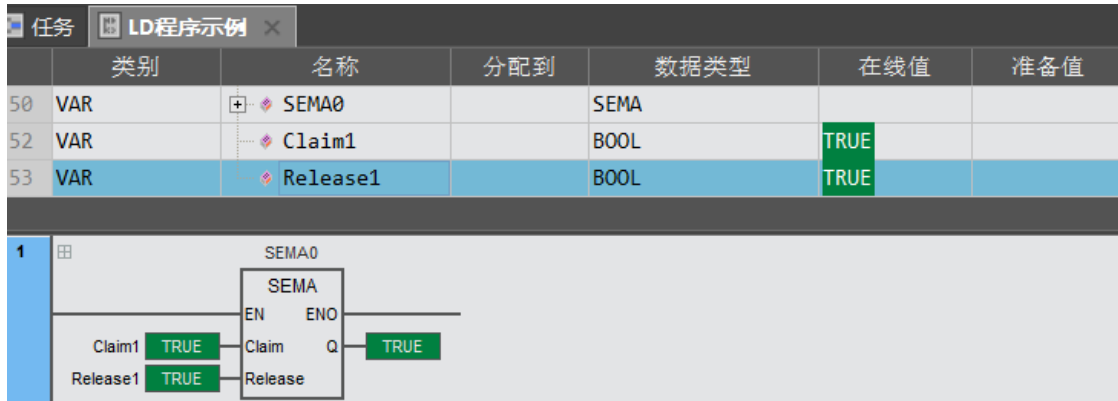 任务 LD程序示例
类别 名称 分配到 数据类型 在线值 准备值
50 VAR SEMA0 SEMA
52 VAR Claim1 BOOL TRUE
53 VAR Release1 BOOL TRUE
1 SEMA0
SEMA
EN ENO
Claim1 TRUE Claim Q TRUE
Release1 TRUE Release